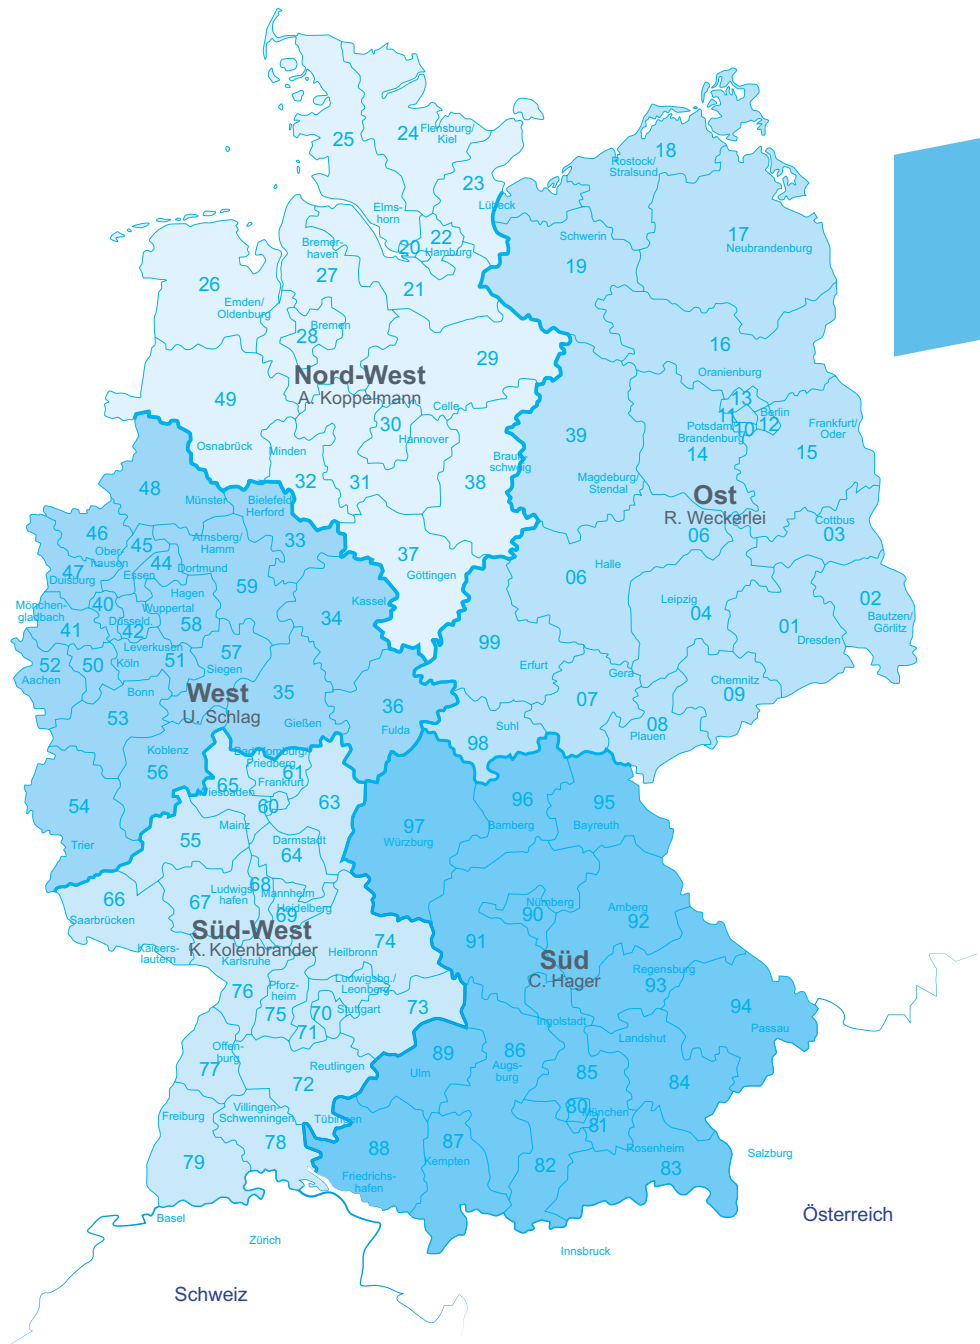 25
24
Flensburg/
Kiel
23
Lübeck
Elms-
horn
22
20
Hamburg
18
Rostock/
Stralsund
17
Neubrandenburg
Schwerin
19
Bremer-
haven
27
21
26
Emden/
Oldenburg
Bremen
28
29
16
Oranienburg
Nord-West
A. Koppelmann
49
Celle
30
Hannover
Osnabrück
Minden
32
31
Braun-
schweig
38
39
Magdeburg/
Stendal
13
11
Berlin
10
12
Potsdam
Brandenburg
14
Frankfurt/
Oder
15
Ost
R. Weckerlei
06
Cottbus
03
48
Münster
Bielefeld
Herford
33
37
Göttingen
06
Halle
Leipzig
04
01
Dresden
02
Bautzen/
Görlitz
46
Ober-
hausen
45
Arnsberg/
Hamm
44
Dortmund
Essen
47
Duisburg
59
Hagen
Mönchen-
gladbach
40
Wuppertal
Düsseld.
41
42
58
Leverkusen
Kassel
34
52
Aachen
50
Köln
51
57
Siegen
99
Erfurt
Gera
07
Chemnitz
09
08
Plauen
Bonn
53
West
U. Schlag
35
Gießen
36
Fulda
Suhl
98
Koblenz
56
54
Trier
Bad Homburg/
Friedberg
61
65
Wiesbaden
Frankfurt
60
63
Mainz
55
Darmstadt
64
97
Würzburg
96
Bamberg
95
Bayreuth
66
Saarbrücken
67
Ludwigs-
hafen
68
Mannheim
69
Heidelberg
Süd-West
K. Kolenbrander
Kaisers-
lautern
Karlsruhe
74
Heilbronn
Nürnberg
90
Amberg
92
91
Süd
C. Hager
Regensburg
93
94
Passau
76
Pforz-
heim
75
Ludwigsbg./
Leonberg
70
Stuttgart
71
73
Ingolstadt
Landshut
Offen-
burg
77
Reutlingen
72
89
Ulm
86
Augs-
burg
85
84
Freiburg
Villingen-
Schwenningen
Tübingen
78
79
80
München
81
88
Friedrichs-
hafen
87
Kempten
82
Rosenheim
83
Salzburg
Österreich
Basel
Zürich
Innsbruck
Schweiz